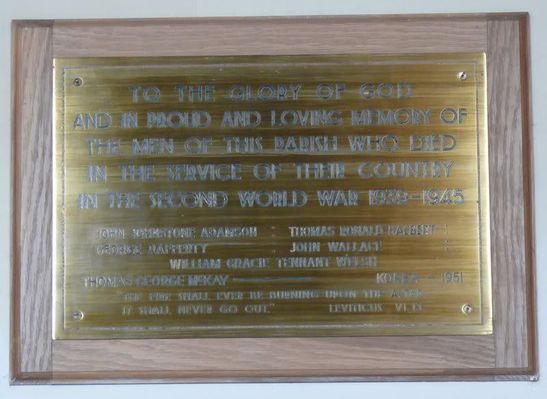 TO THE GLORY OF GOD
AND IN PROUD AND LOVING MEMORY OF
THE MEN OF THIS PARISH WHO DIED
IN THE SERVICE OF THEIR COUNTRY
IN THE SECOND WORLD WAR 1939-1945
JOHN JOHNSTONE ADAMSON : THOMAS RONALD :
GEORGE RAFFERTY : JOHN WALLACE :
WILLIAM GRACIE TENNANT WELSH
THOMAS GEORGE McKAY KOREA - 1951
"THE FIRE SHALL EVER BE BURNING UPON THE ALTAR
IT SHALL NEVER GO OUT." LEVITICUS VI. 13.